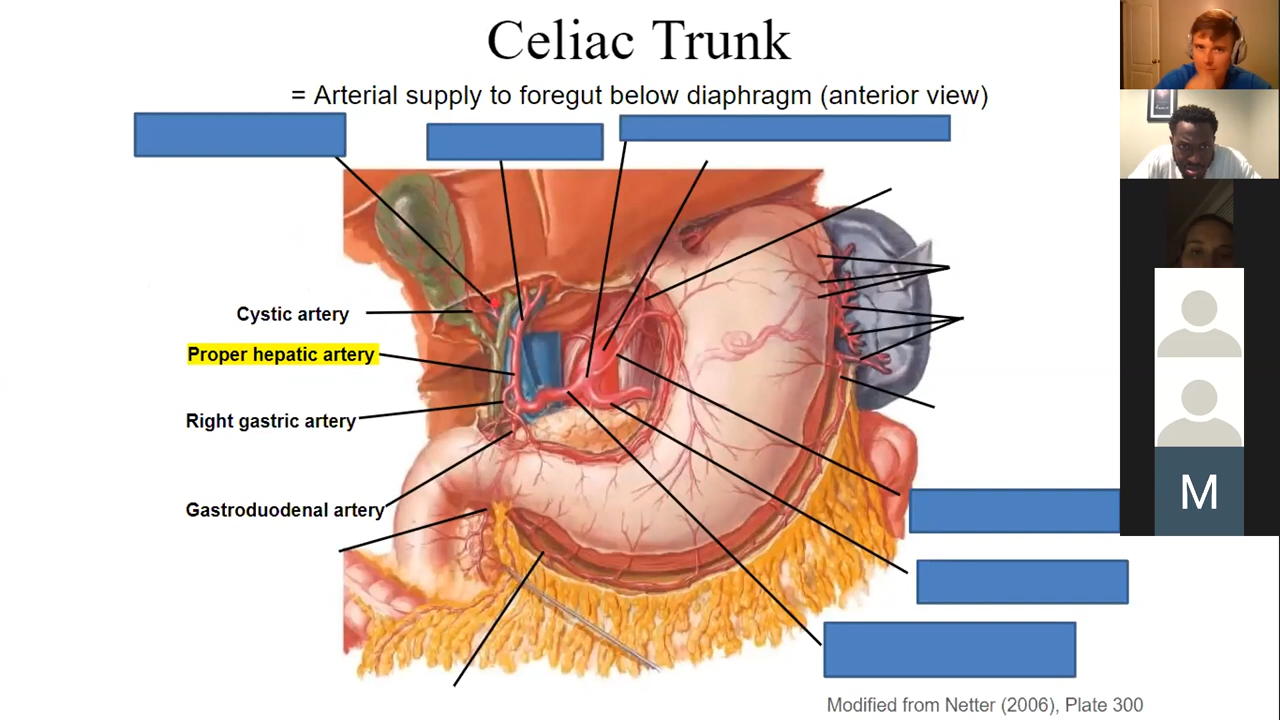 Celiac Trunk
= Arterial supply to foregut below diaphragm (anterior view)
Cystic artery
Proper hepatic artery
Right gastric artery
Gastroduodenal artery
M
Modified from Netter (2006), Plate 300